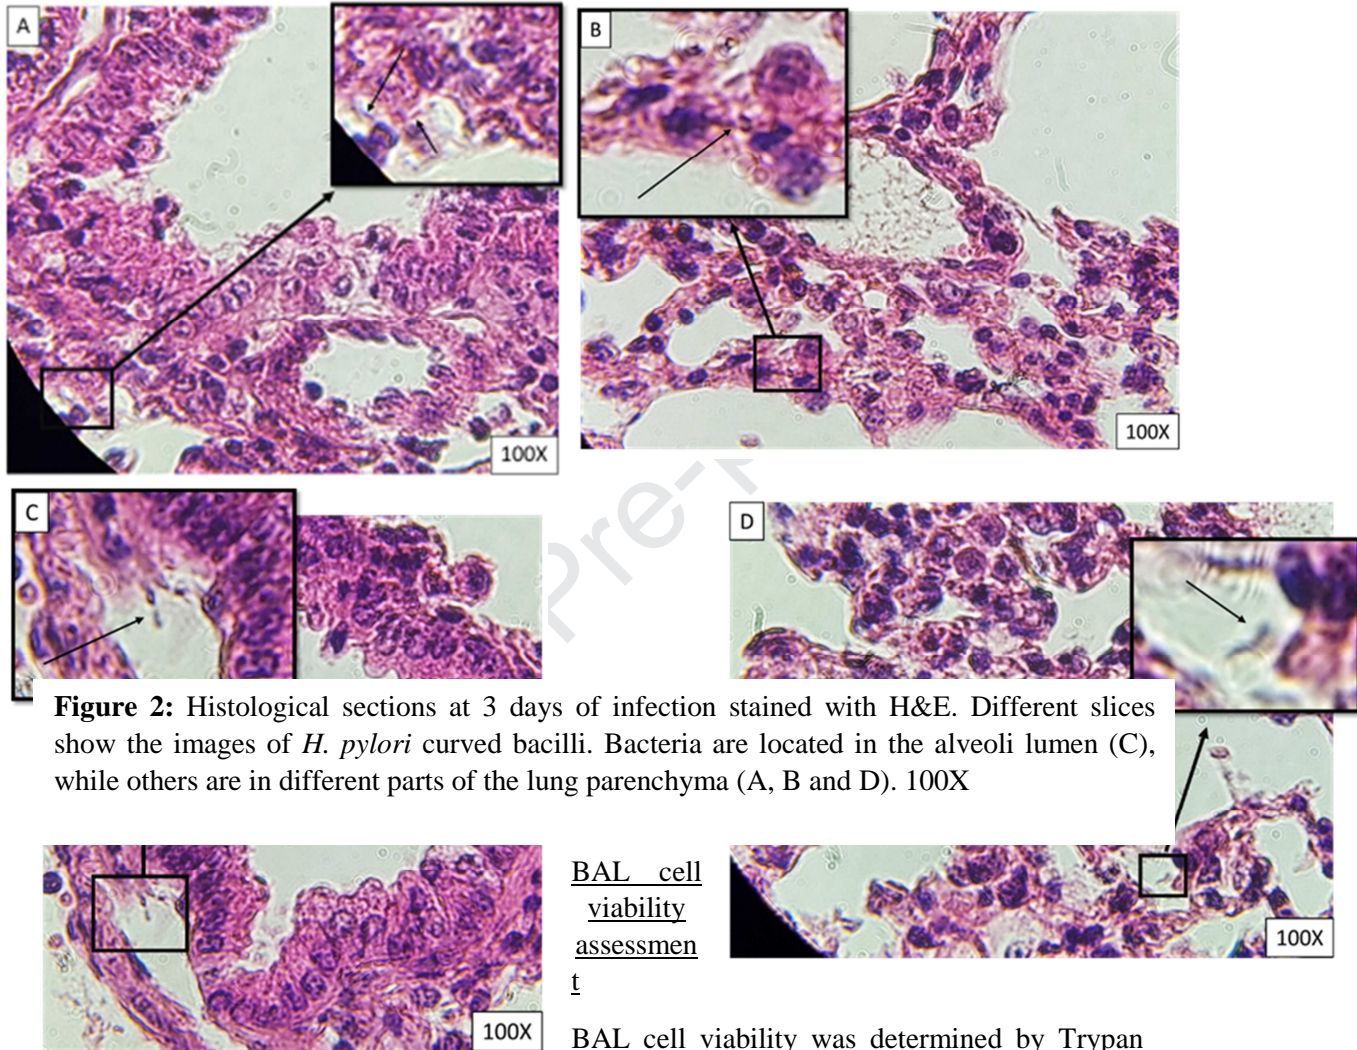 A
B
100X
100X
Pre-
C
D
Figure 2: Histological sections at 3 days of infection stained with H&E. Different slices
show the images of H. pylori curved bacilli. Bacteria are located in the alveoli lumen (C),
while others are in different parts of the lung parenchyma (A, B and D). 100X
BAL cell
viability
assessmen
t
100X
100X
BAL cell viability was determined by Trypan